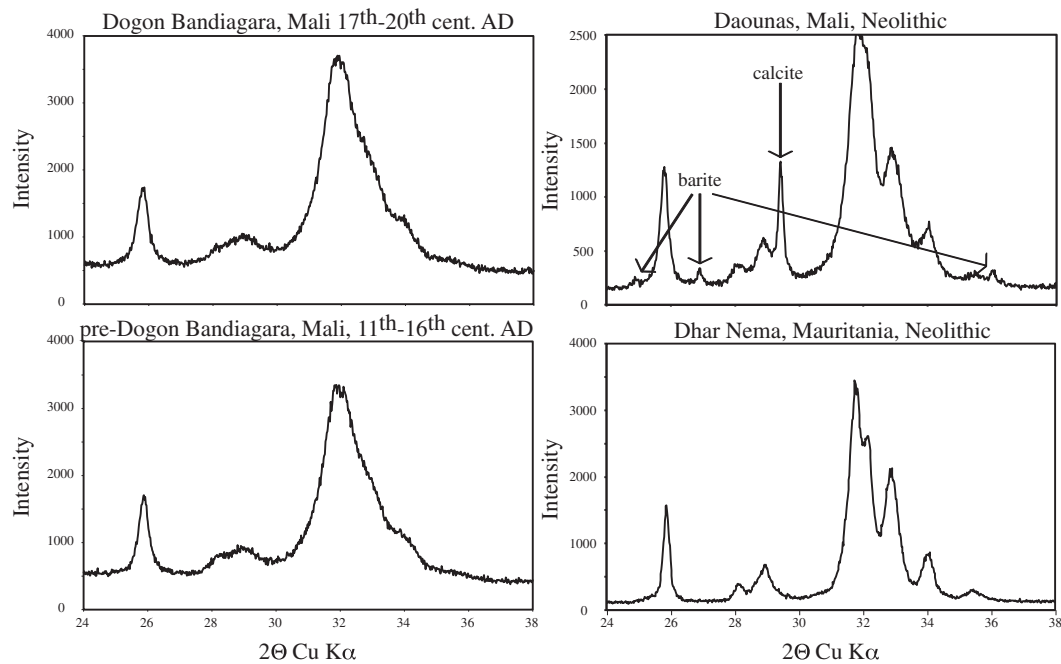 Dogon Bandiagara, Mali 17th-20th cent. AD
4000
3000
2000
1000
0
Intensity
Daounas, Mali, Neolithic
2500
2000
1500
1000
500
0
Intensity
calcite
barite
pre-Dogon Bandiagara, Mali, 11th-16th cent. AD
4000
3000
2000
1000
0
Intensity
24 26 28 30 32 34 36 38
2Θ Cu Kα
Dhar Nema, Mauritania, Neolithic
4000
3000
2000
1000
0
Intensity
24 26 28 30 32 34 36 38
2Θ Cu Kα